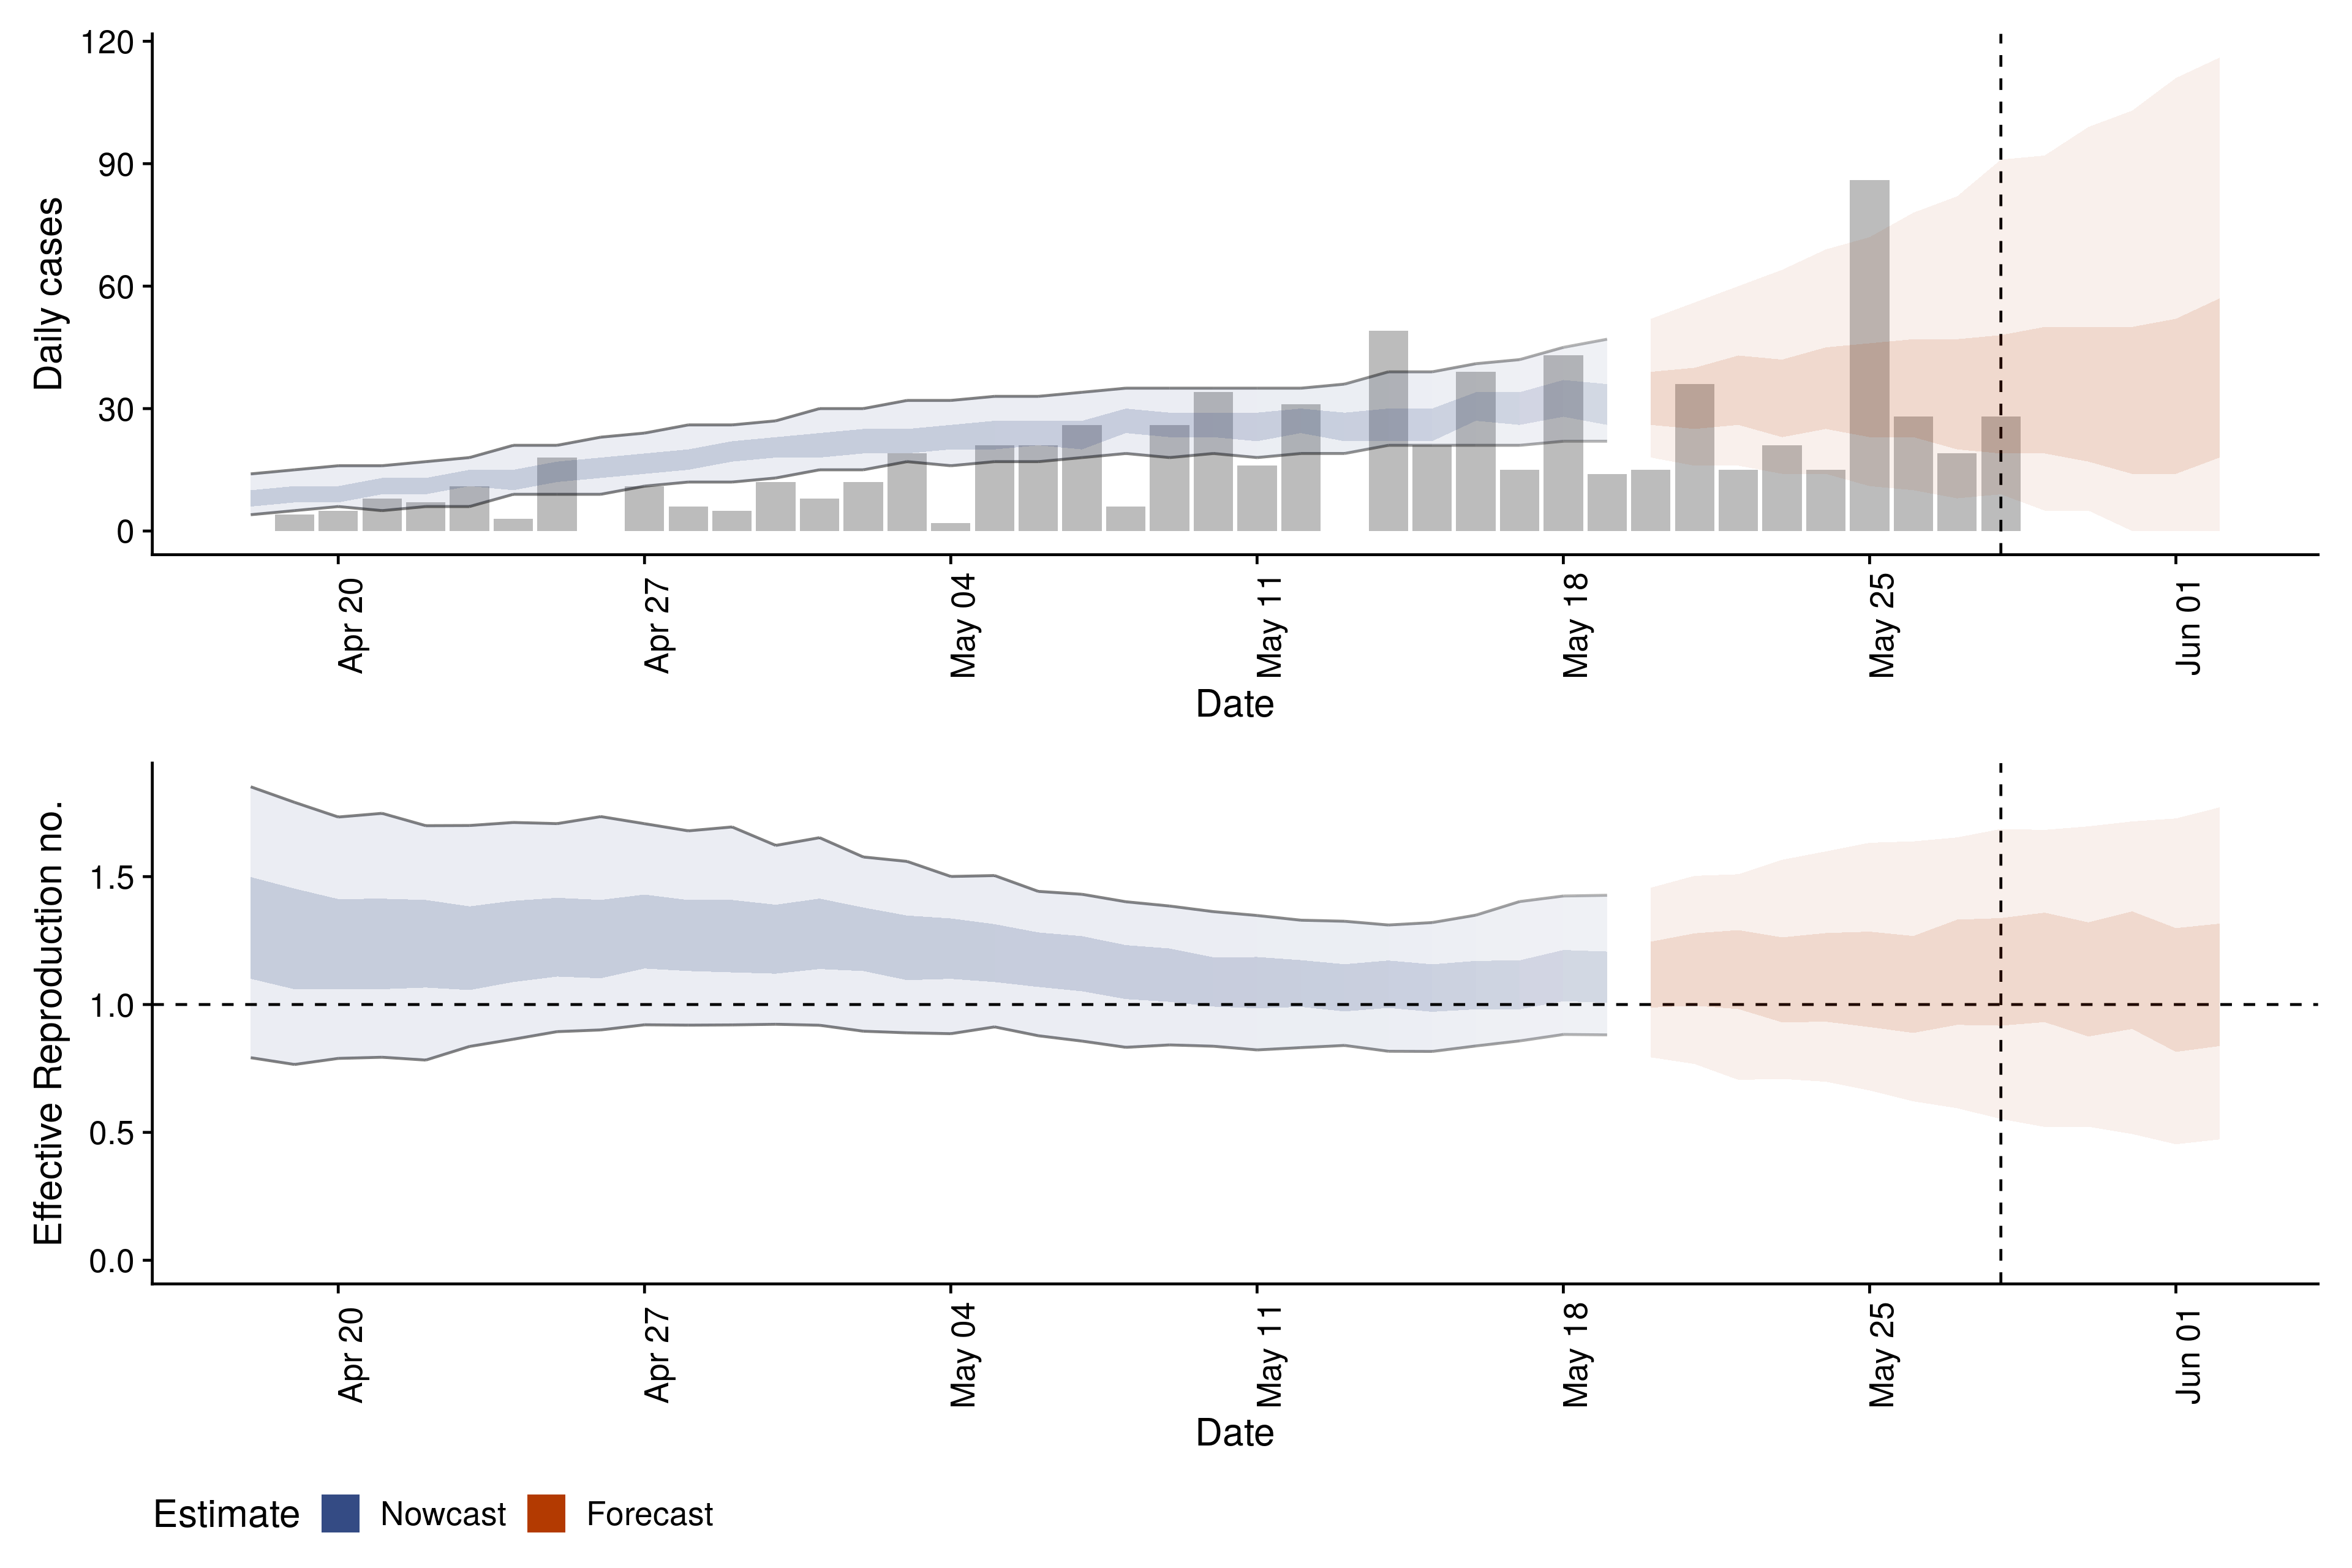 120
90
60
30
0
Daily cases
Apr 20
Apr 27
May 04
May 11
May 18
May 25
Jun 01
Date
1.5
1.0
0.5
0.0
Effective Reproduction no.
Apr 20
Apr 27
May 04
May 11
May 18
May 25
Jun 01
Date
Estimate Nowcast Forecast